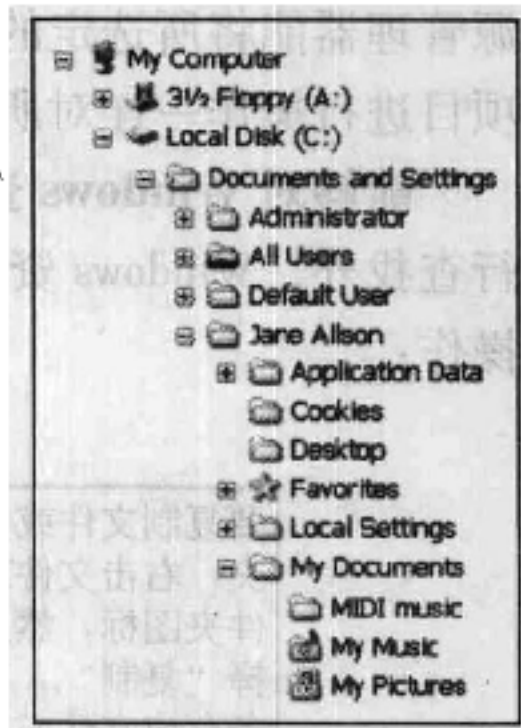 My Computer
3½ Floppy (A:)
Local Disk (C:)
Documents and Settings
Administrator
All Users
Default User
Jane Alison
Application Data
Cookies
Desktop
Favorites
Local Settings
My Documents
MIDI music
My Music
My Pictures